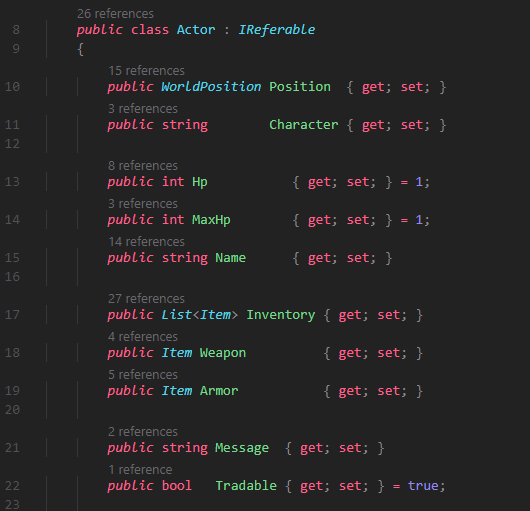 26 references
8 public class Actor : IReferable
9 {
15 references
10 public WorldPosition Position { get; set; }
3 references
11 public string Character { get; set; }
12
8 references
13 public int Hp { get; set; } = 1;
3 references
14 public int MaxHp { get; set; } = 1;
14 references
15 public string Name { get; set; }
16
27 references
17 public List<Item> Inventory { get; set; }
4 references
18 public Item Weapon { get; set; }
5 references
19 public Item Armor { get; set; }
20
2 references
21 public string Message { get; set; }
1 reference
22 public bool Tradable { get; set; } = true;
23